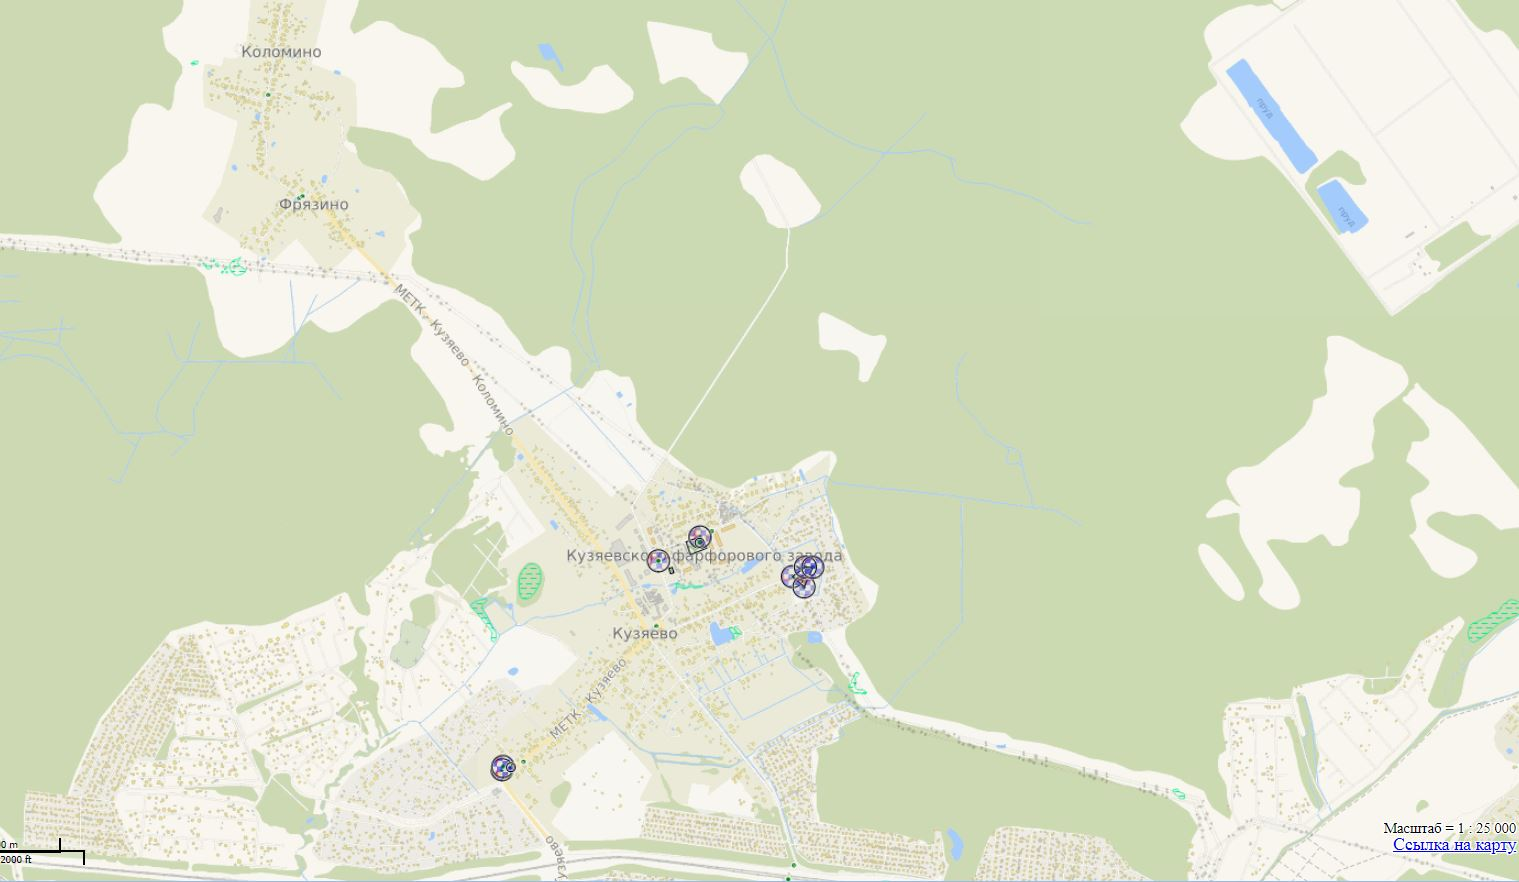 Коломино
пруд
Фрязино
пруд
МЕТК - Кузяево - Коломино
Кузяевского фарфорового завода
Кузяево
МЕТК - Кузяево
Масштаб = 1 : 25 000
0 m
Ссылка на карту
2000 ft